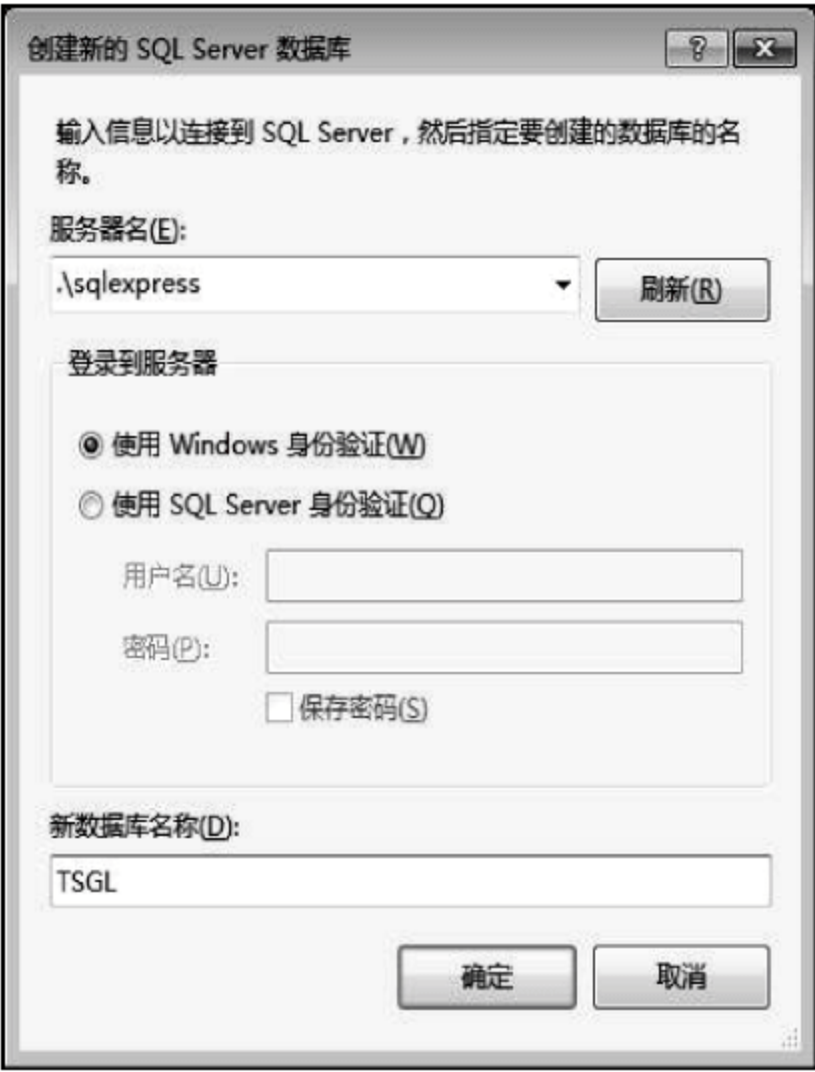 创建新的 SQL Server 数据库
输入信息以连接到 SQL Server，然后指定要创建的数据库的名
称。
服务器名(E):
.\sqlexpress
刷新(R)
登录到服务器
使用 Windows 身份验证(W)
使用 SQL Server 身份验证(Q)
用户名(U):
密码(P):
保存密码(S)
新数据库名称(D):
TSGL
确定
取消